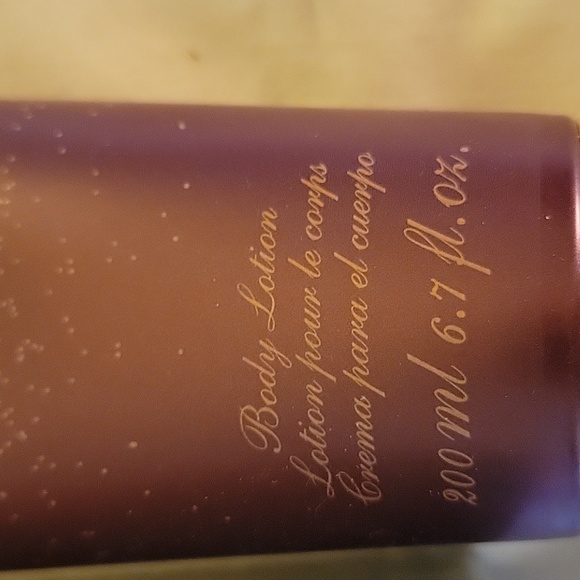 Body Lotion
Lotion pour le corps
Crema para el cuerpo
200 ml 6.7 fl. oz.